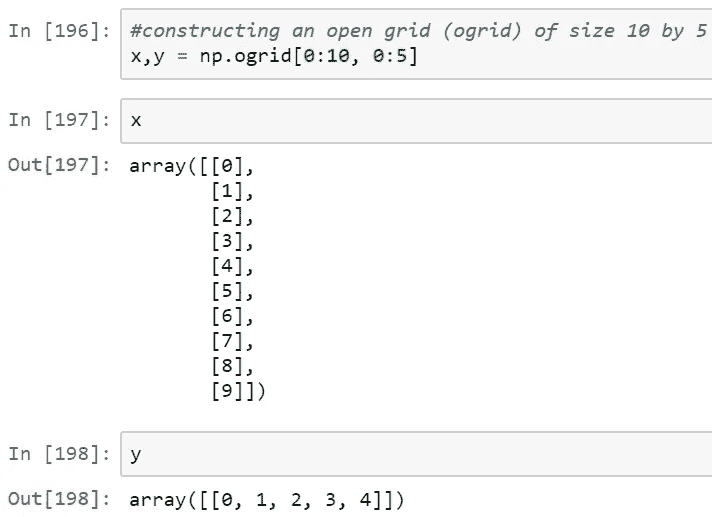 In [196]: #constructing an open grid (ogrid) of size 10 by 5
x,y = np.ogrid[0:10, 0:5]
In [197]: x
Out[197]: array([[0],
[1],
[2],
[3],
[4],
[5],
[6],
[7],
[8],
[9]])
In [198]: y
Out[198]: array([[0, 1, 2, 3, 4]])